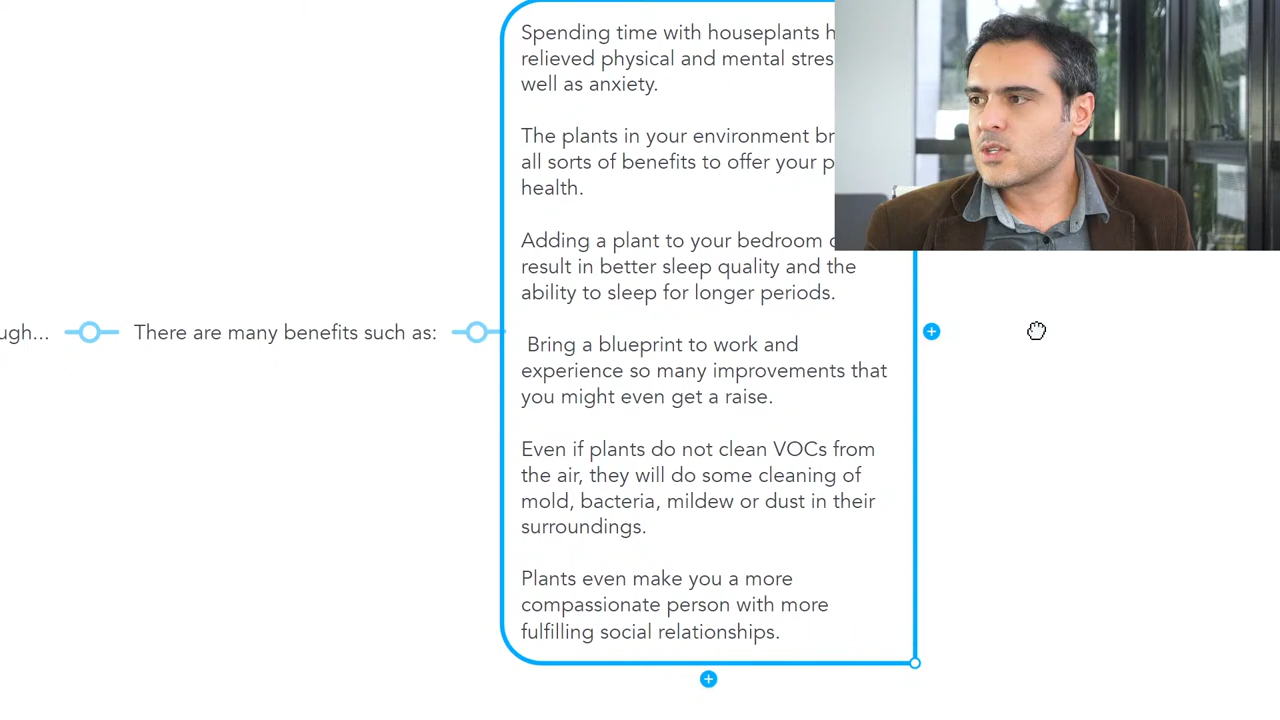 Spending time with houseplants
relieved physical and mental
well as anxiety.
The plants in your environment
all sorts of benefits to offer your
health.
Adding a plant to your bedroom
result in better sleep quality and the
ability to sleep for longer periods.
ugh...
There are many benefits such as:
Bring a blueprint to work and
experience so many improvements that
you might even get a raise.
Even if plants do not clean VOCs from
the air, they will do some cleaning of
mold, bacteria, mildew or dust in their
surroundings.
Plants even make you a more
compassionate person with more
fulfilling social relationships.